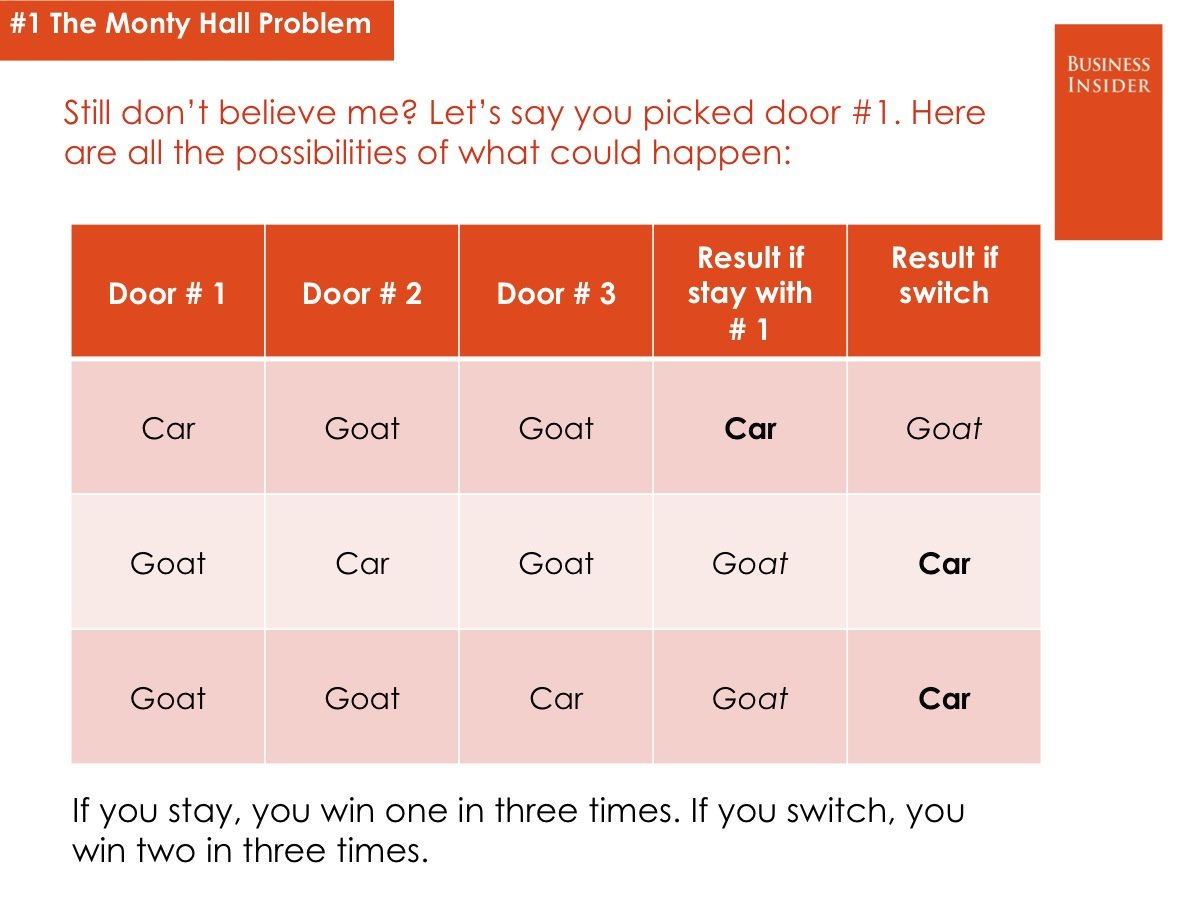 #1 The Monty Hall Problem
BUSINESS
INSIDER
Still don’t believe me? Let’s say you picked door #1. Here
are all the possibilities of what could happen:
Door # 1 Door # 2 Door # 3 Result if stay with # 1 Result if switch
Car Goat Goat Car Goat
Goat Car Goat Goat Car
Goat Goat Car Goat Car
If you stay, you win one in three times. If you switch, you
win two in three times.